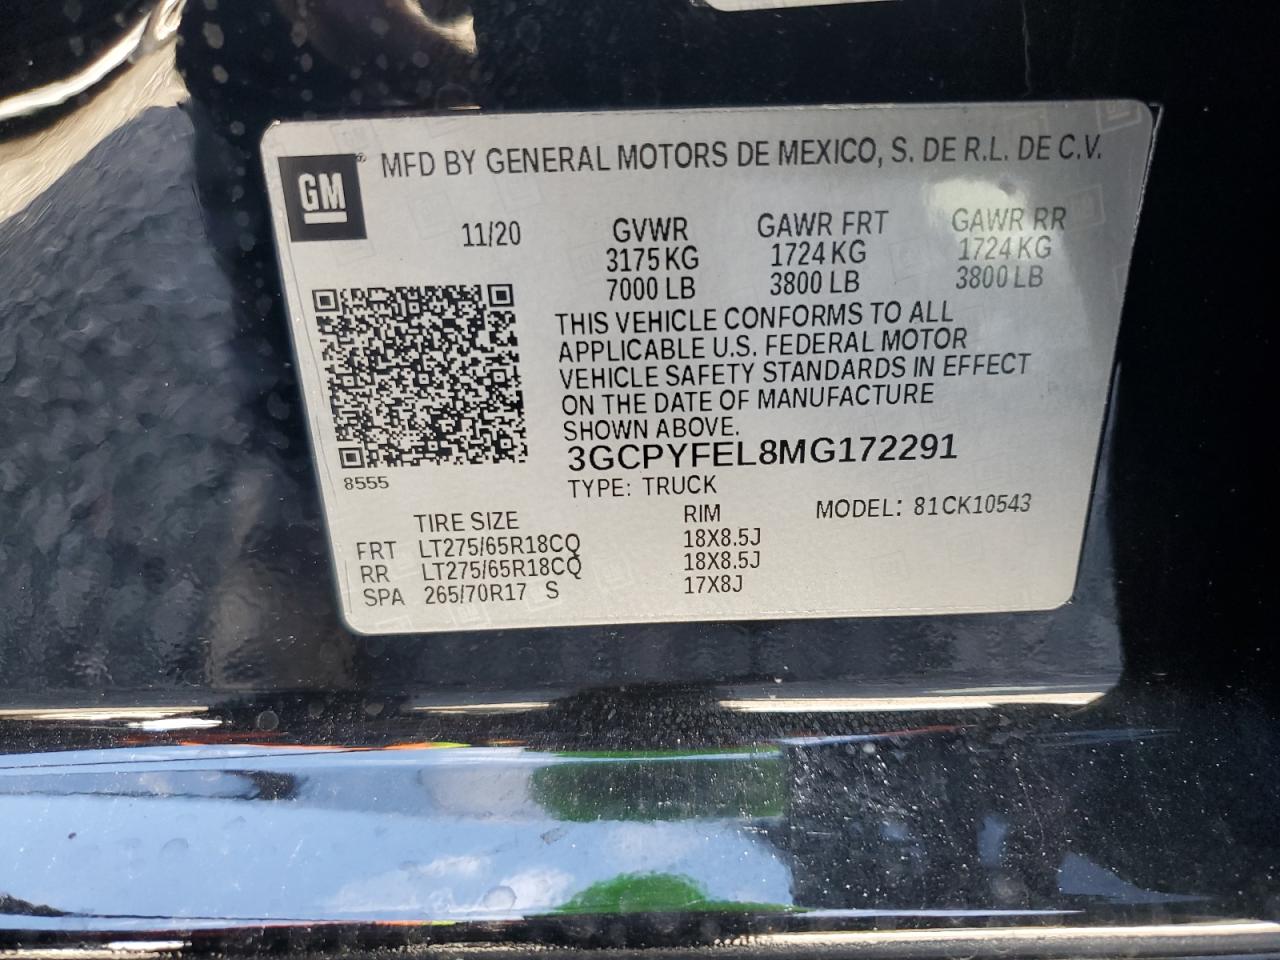 GM® MFD BY GENERAL MOTORS DE MEXICO, S. DE R.L. DE C.V.
11/20 GVWR GAWR FRT GAWR RR
3175 KG 1724 KG 1724 KG
7000 LB 3800 LB 3800 LB
THIS VEHICLE CONFORMS TO ALL
APPLICABLE U.S. FEDERAL MOTOR
VEHICLE SAFETY STANDARDS IN EFFECT
ON THE DATE OF MANUFACTURE
SHOWN ABOVE.
3GCPYFEL8MG172291
8555
TYPE: TRUCK
MODEL: 81CK10543
TIRE SIZE RIM
FRT LT275/65R18CQ 18X8.5J
RR LT275/65R18CQ 18X8.5J
SPA 265/70R17 S 17X8J